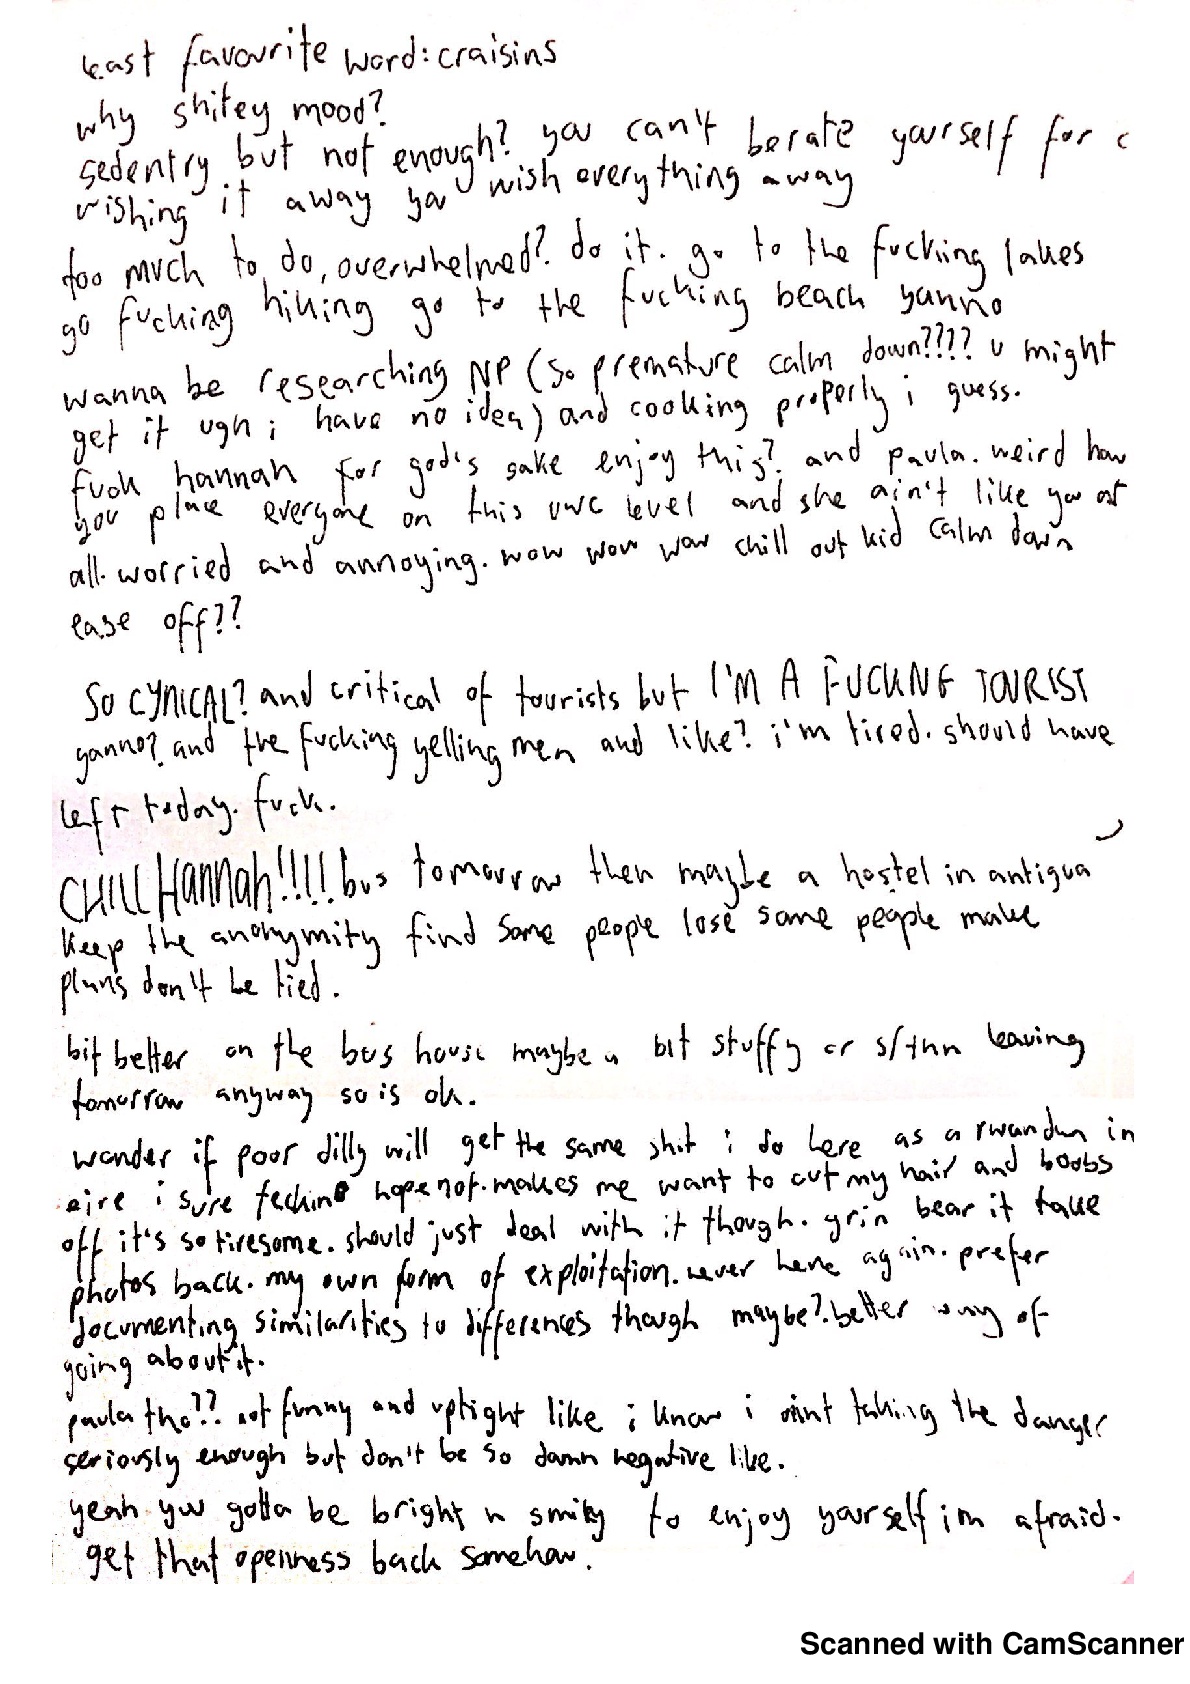 least favourite word: craisins
why shitey mood?
sedentry but not enough? you can't berate yourself for
wishing it away you wish everything away
too much to do, overwhelmed? do it. go to the fucking lakes
go fucking hiking go to the fucking beach yanno
wanna be researching NP (so premature calm down???? u might
get it ugh i have no idea) and cooking properly i guess.
fuck hannah for god's sake enjoy this? and paula. weird how
you place everyone on this uwc level and she ain't like you at
all. worried and annoying. wow wow wow chill out kid calm down
ease off??
SO CYNICAL? and critical of tourists but I'M A FUCKNG TOURIST
yanno? and the fucking yelling men and like? i'm tired. should have
left today. fuck.
CHILL HANNAH!!!! bus tomorrow then maybe a hostel in antigua
keep the anonymity find some people lose some people make
plans don't be tied.
bit better on the bus house maybe a bit stuffy or s/thn leaving
tomorrow anyway so is ok.
wonder if poor dilly will get the same shit i do here as a rwandan in
eire i sure feckin hope not. makes me want to cut my hair and boobs
off it's so tiresome. should just deal with it though. grin bear it take
photos back. my own form of exploitation. never here again. prefer
documenting similarities to differences though maybe? better way of
going about it.
paula tho?? not funny and uptight like i know i aint taking the danger
seriously enough but don't be so damn negative like.
yeah you gotta be bright n smiley to enjoy yourself im afraid.
get that openness back somehow.
Scanned with CamScanner